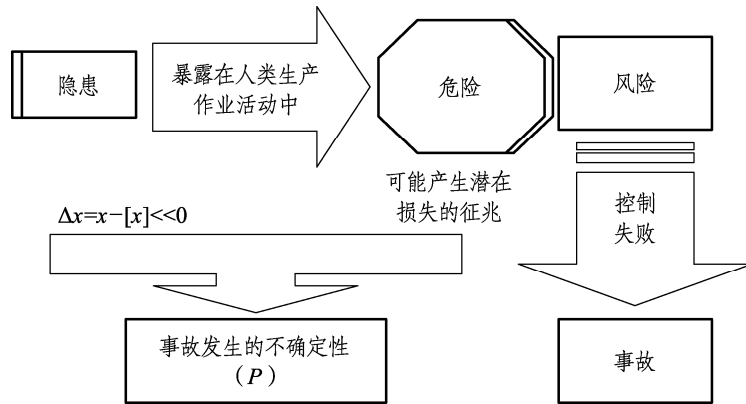 隐患
暴露在人类生产
作业活动中
危险
风险
可能产生潜在
损失的征兆
控制
失败
Δx=x−[x]<<0
事故发生的不确定性
（P）
事故